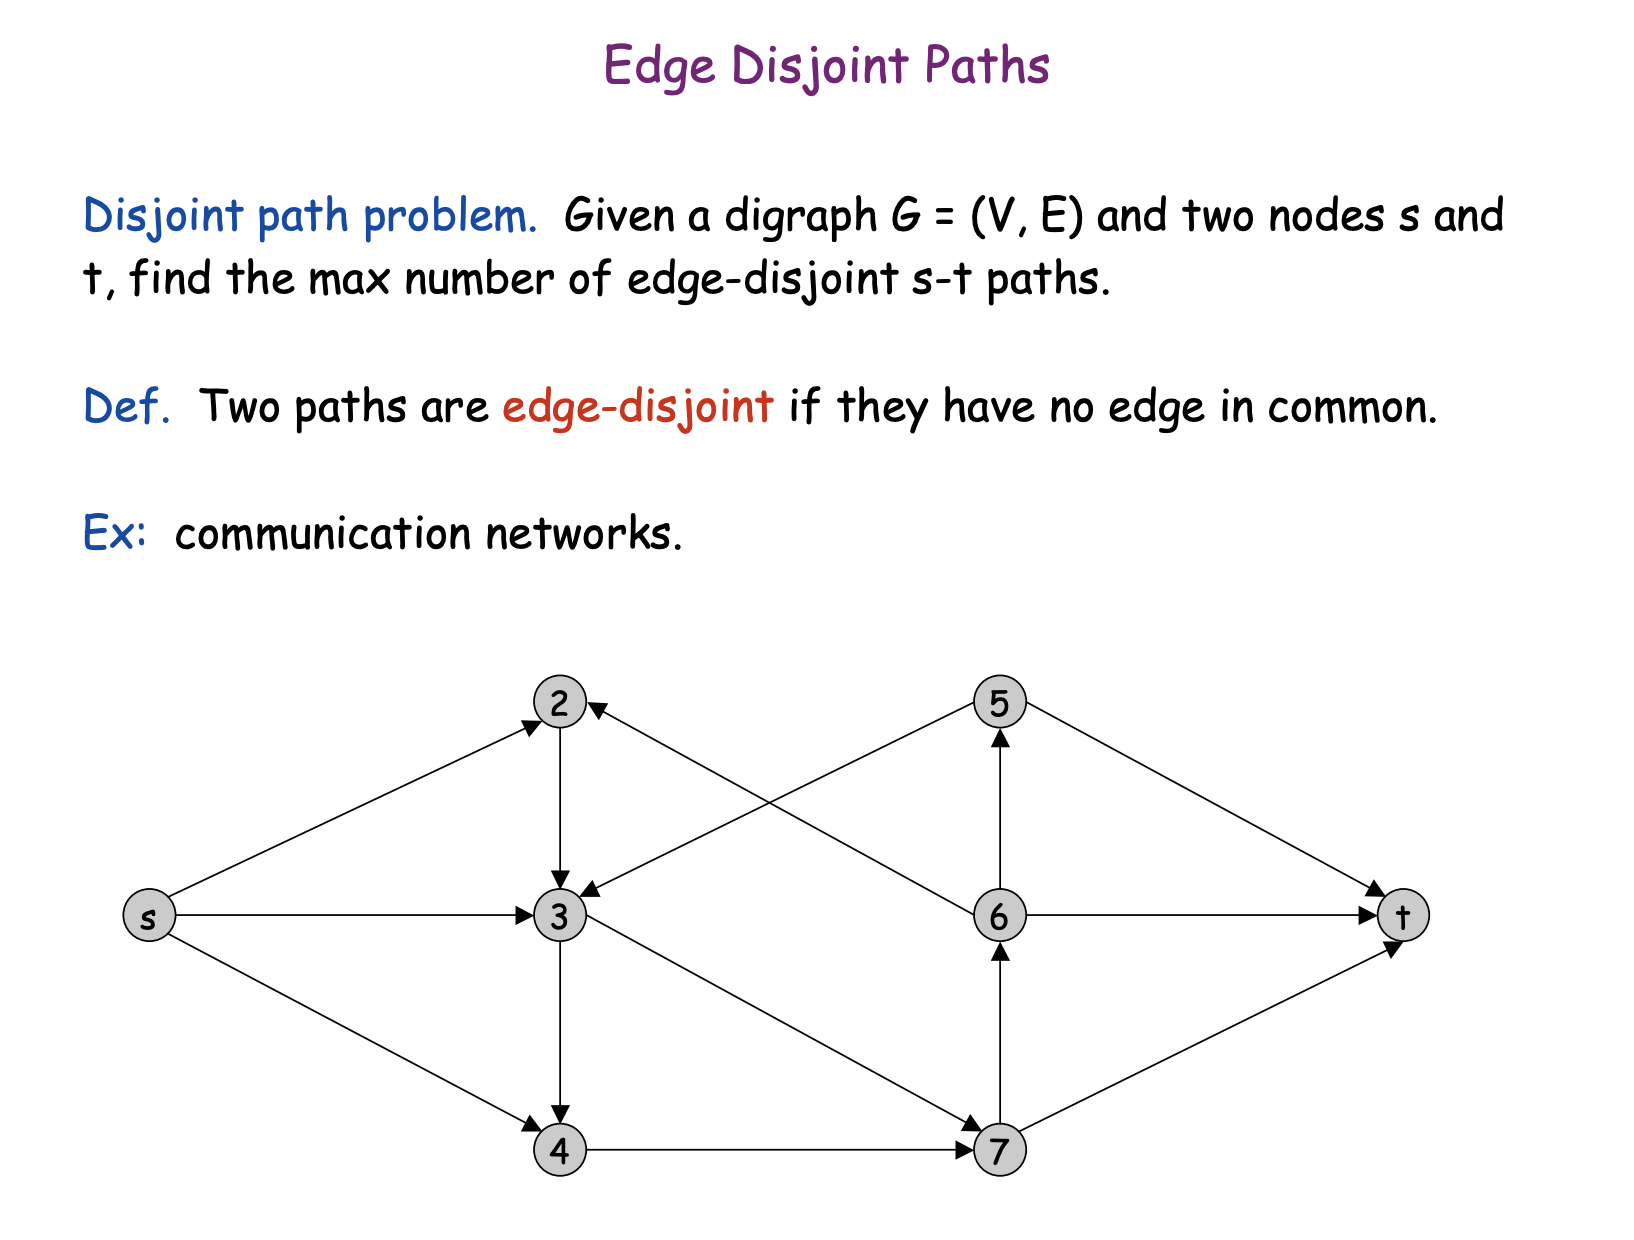 Edge Disjoint Paths
Disjoint path problem. Given a digraph G = (V, E) and two nodes s and
t, find the max number of edge-disjoint s-t paths.
Def. Two paths are edge-disjoint if they have no edge in common.
Ex: communication networks.
2
5
s
3
6
t
4
7